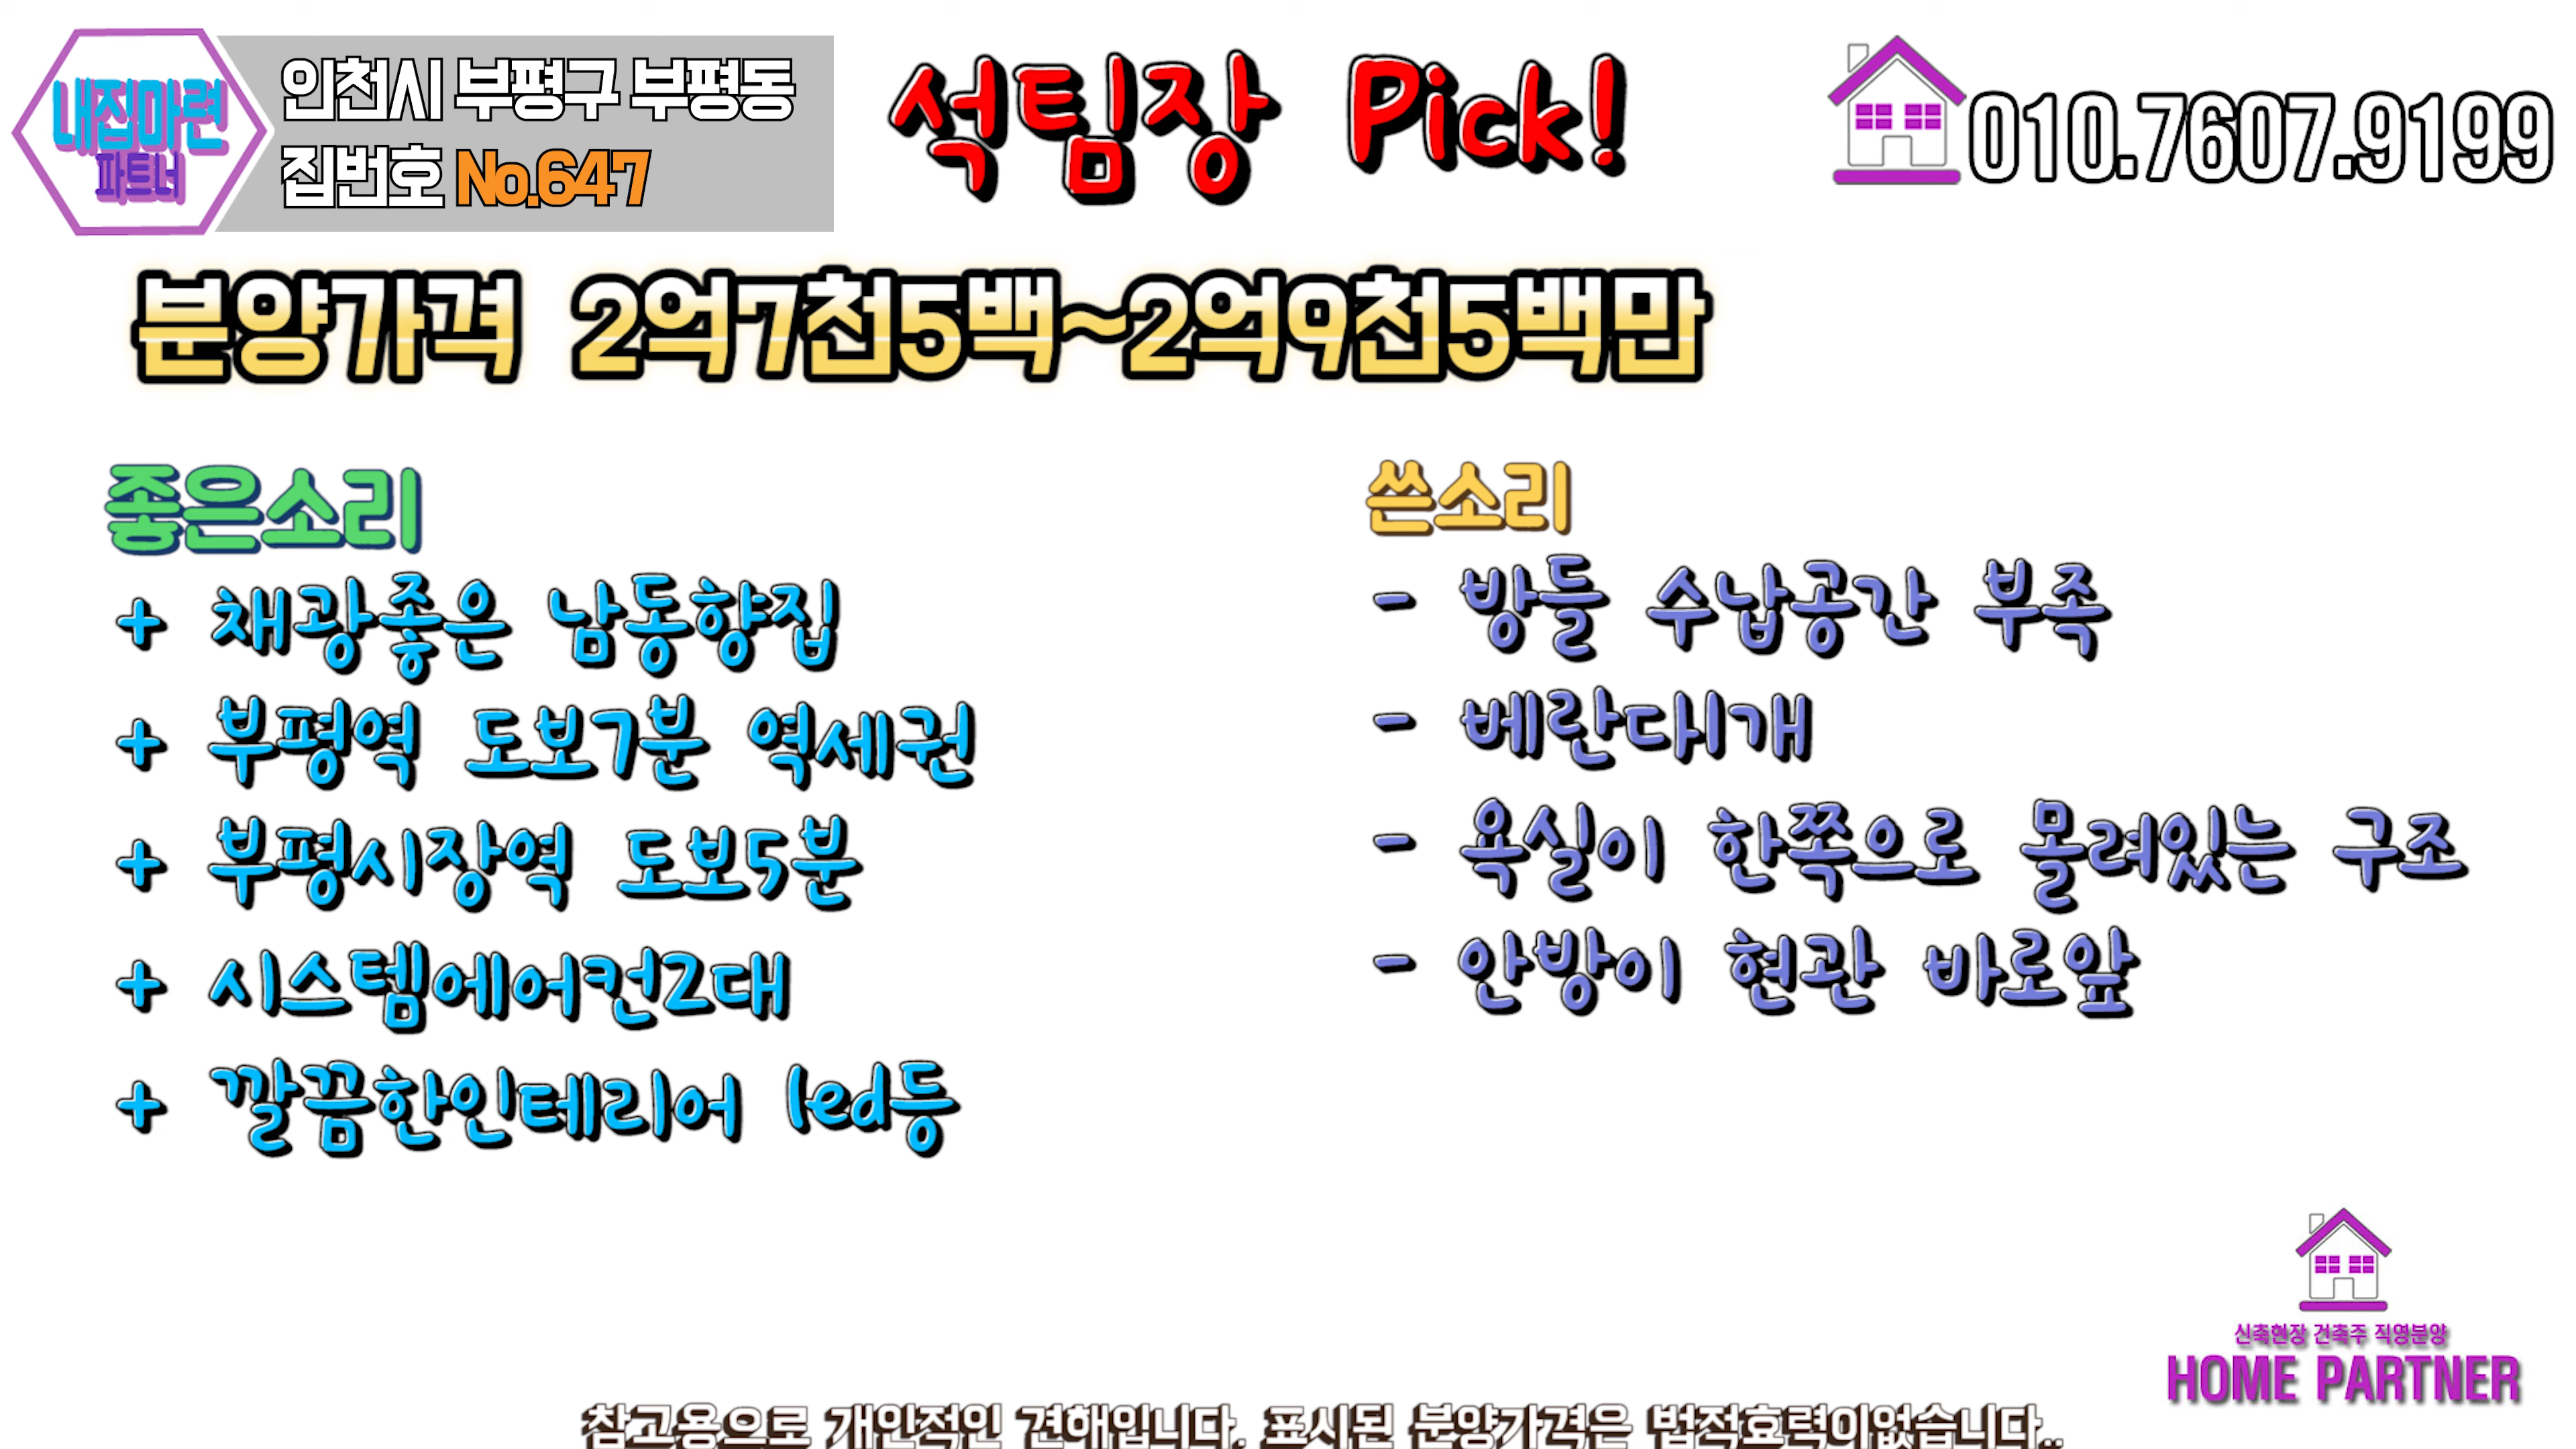 내집마련
파트너
인천시 부평구 부평동
집번호 No.647
석팀장 Pick!
010.7607.9199
분양가격 2억7천5백~2억9천5백만
좋은소리
+ 채광좋은 남동향집
+ 부평역 도보7분 역세권
+ 부평시장역 도보5분
+ 시스템에어컨2대
+ 깔끔한인테리어 led등
쓴소리
- 방들 수납공간 부족
- 베란다1개
- 욕실이 한쪽으로 몰려있는 구조
- 안방이 현관 바로앞
신축현장 건축주 직영분양
HOME PARTNER
참고용으로 개인적인 견해입니다. 표시된 분양가격은 법적효력이없습니다..